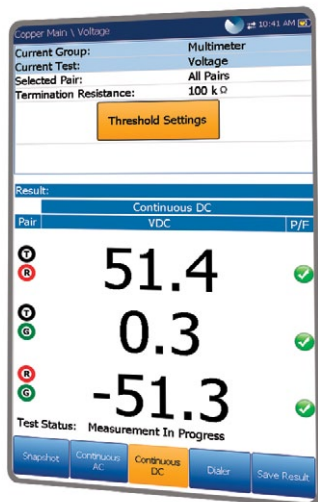 Copper Main \ Voltage 10:41 AM
Current Group: Multimeter
Current Test: Voltage
Selected Pair: All Pairs
Termination Resistance: 100 k Ω
Threshold Settings
Result:
Continuous DC
Pair VDC P/F
T
R
51.4
T
G
0.3
R
G
-51.3
Test Status: Measurement In Progress
Snapshot
Continuous AC
Continuous DC
Dialer
Save Result